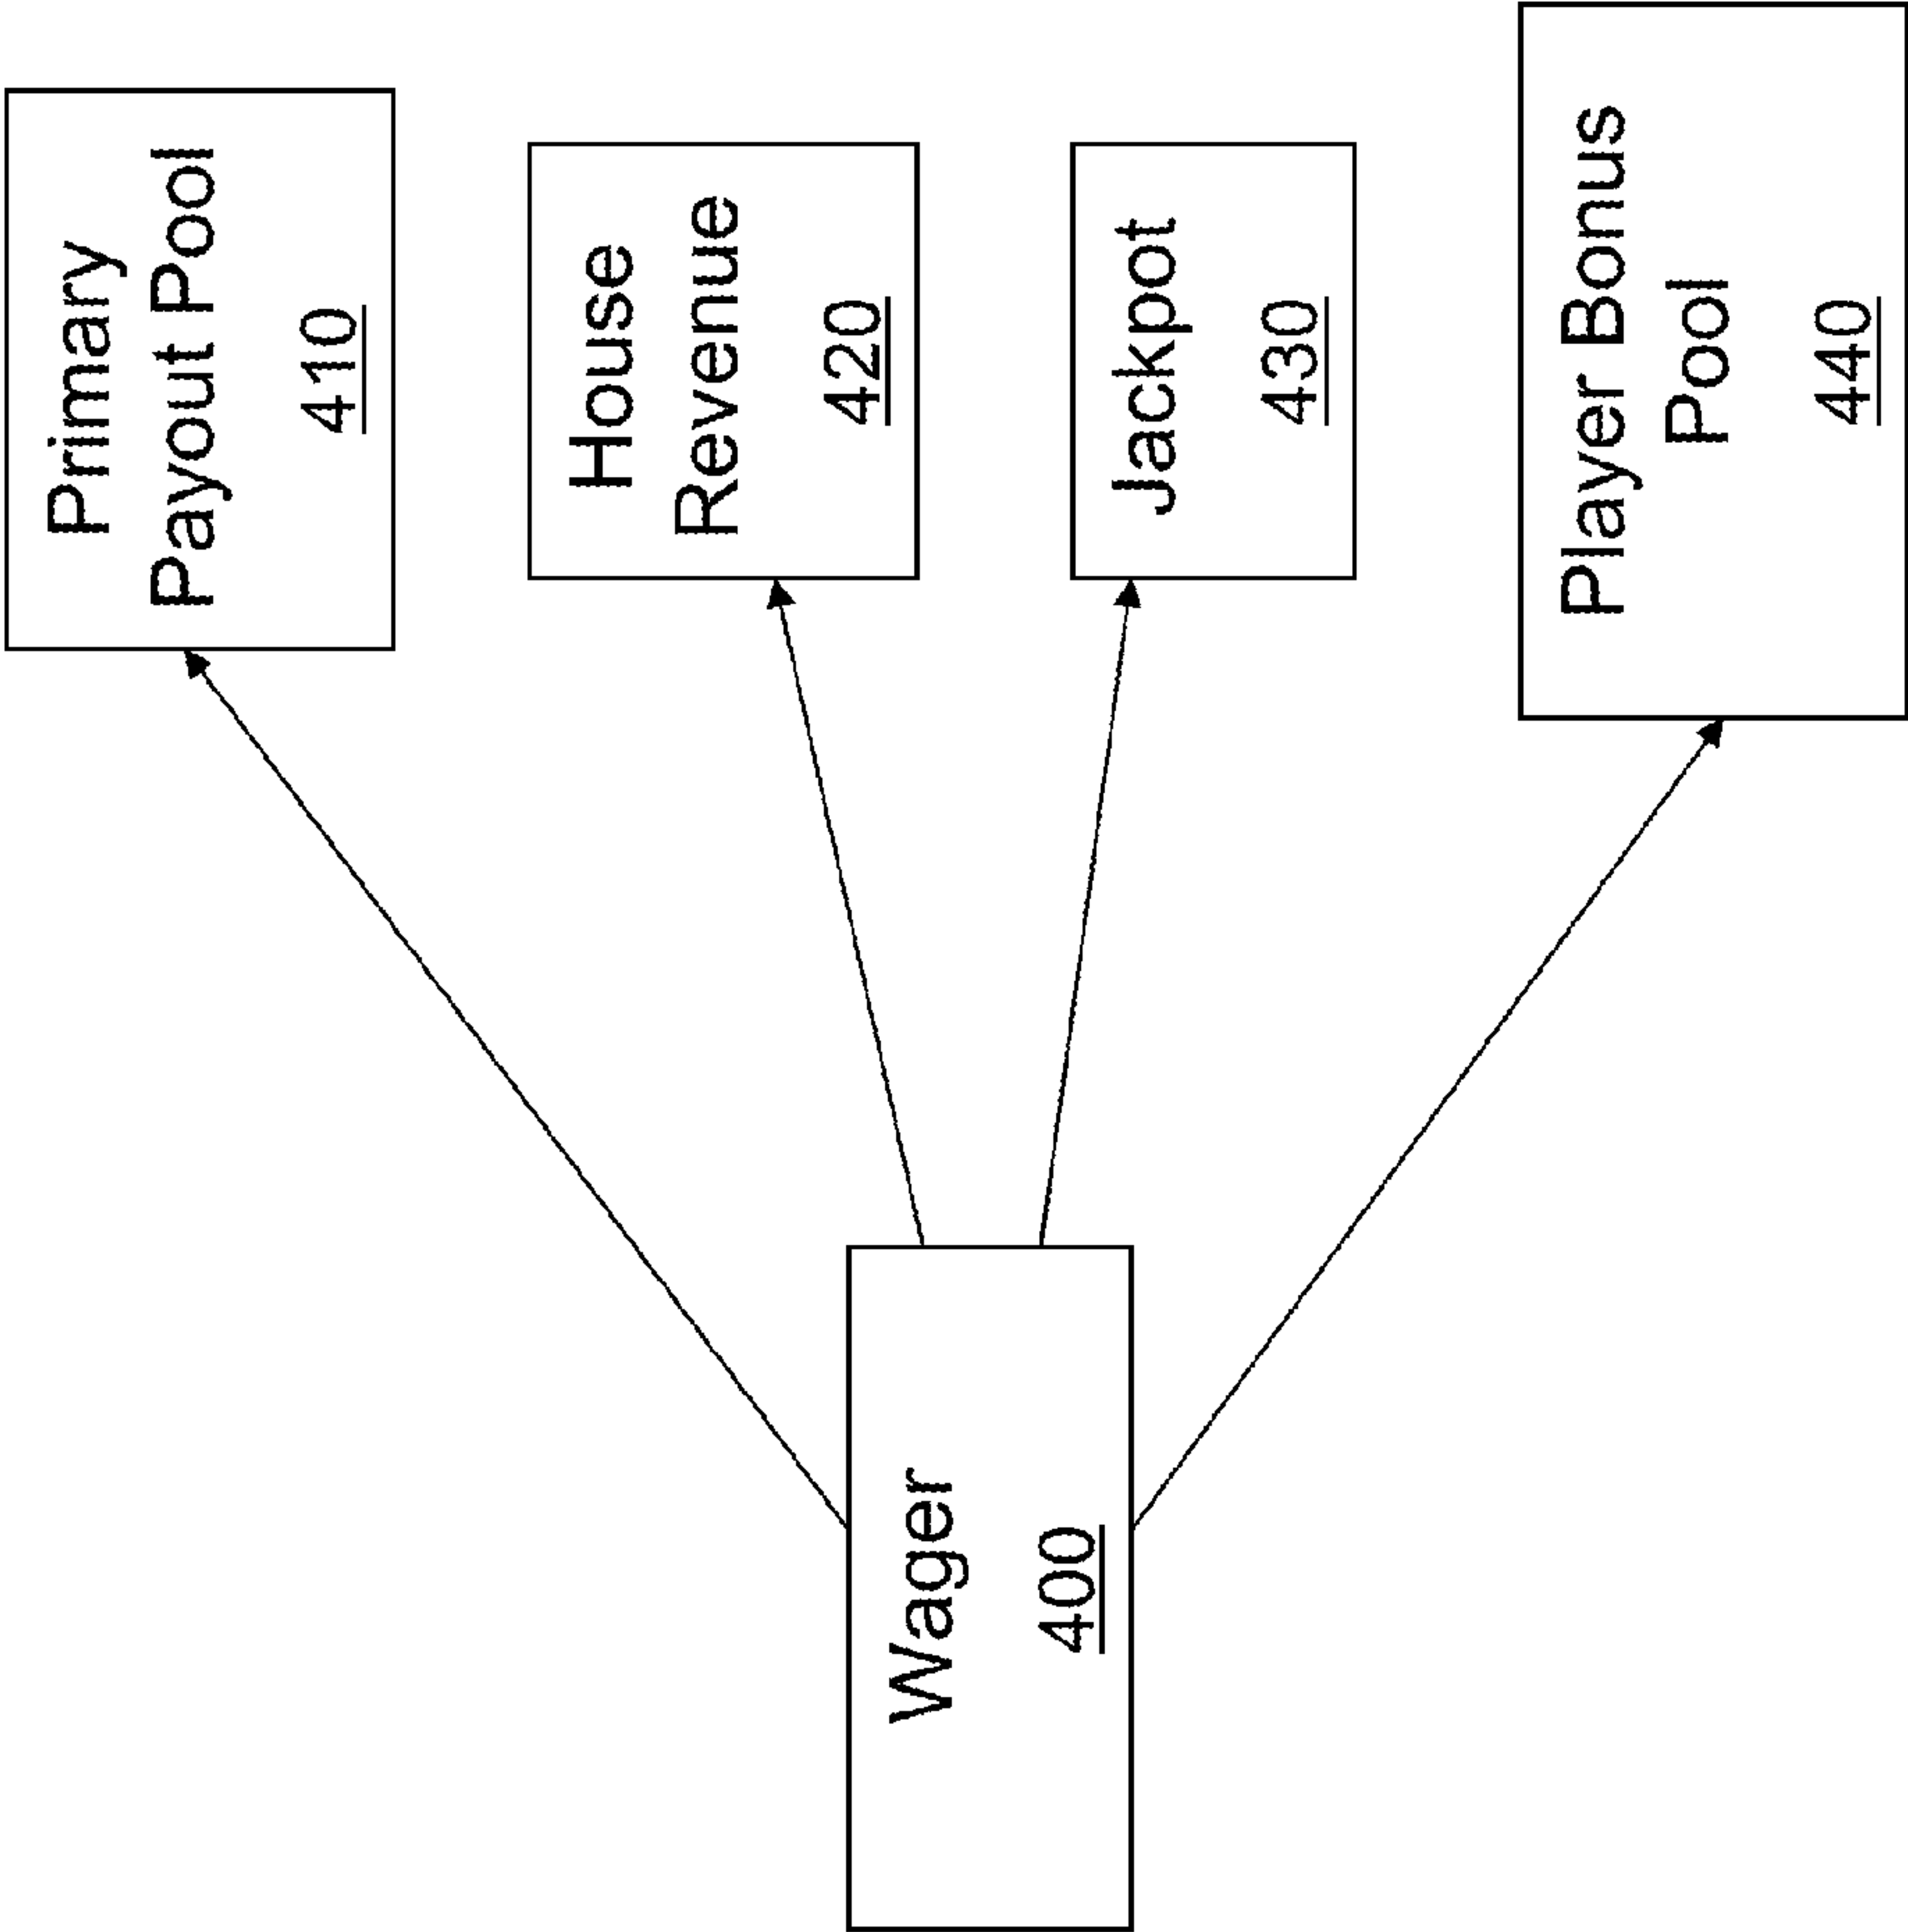 Primary
Payout Pool
410
House
Revenue
420
Jackpot
430
Player Bonus
Pool
440
Wager
400